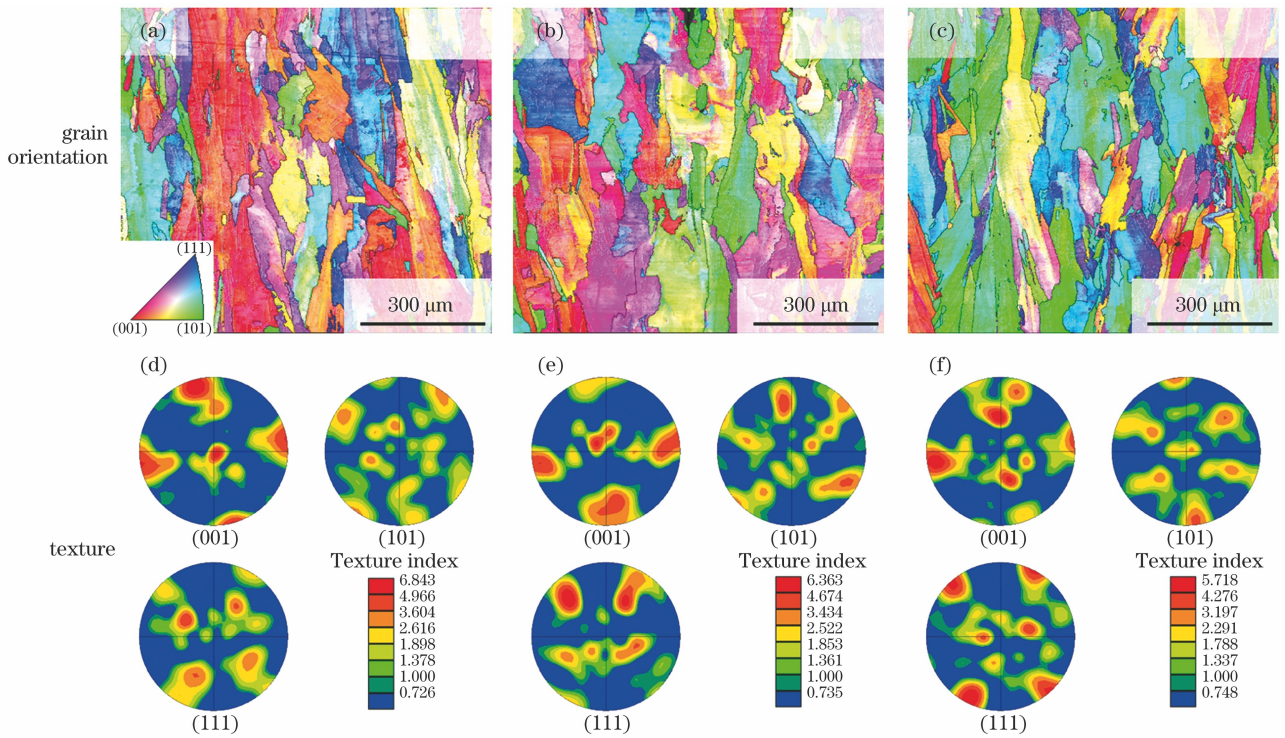 (a)
(b)
(c)
grain
orientation
(111)
(001)
(101)
300 μm
300 μm
300 μm
(d)
(e)
(f)
texture
(001)
(101)
(001)
(101)
(001)
(101)
Texture index
6.843
4.966
3.604
2.616
1.898
1.378
1.000
0.726
(111)
Texture index
6.363
4.674
3.434
2.522
1.853
1.361
1.000
0.735
(111)
Texture index
5.718
4.276
3.197
2.291
1.788
1.337
1.000
0.748
(111)